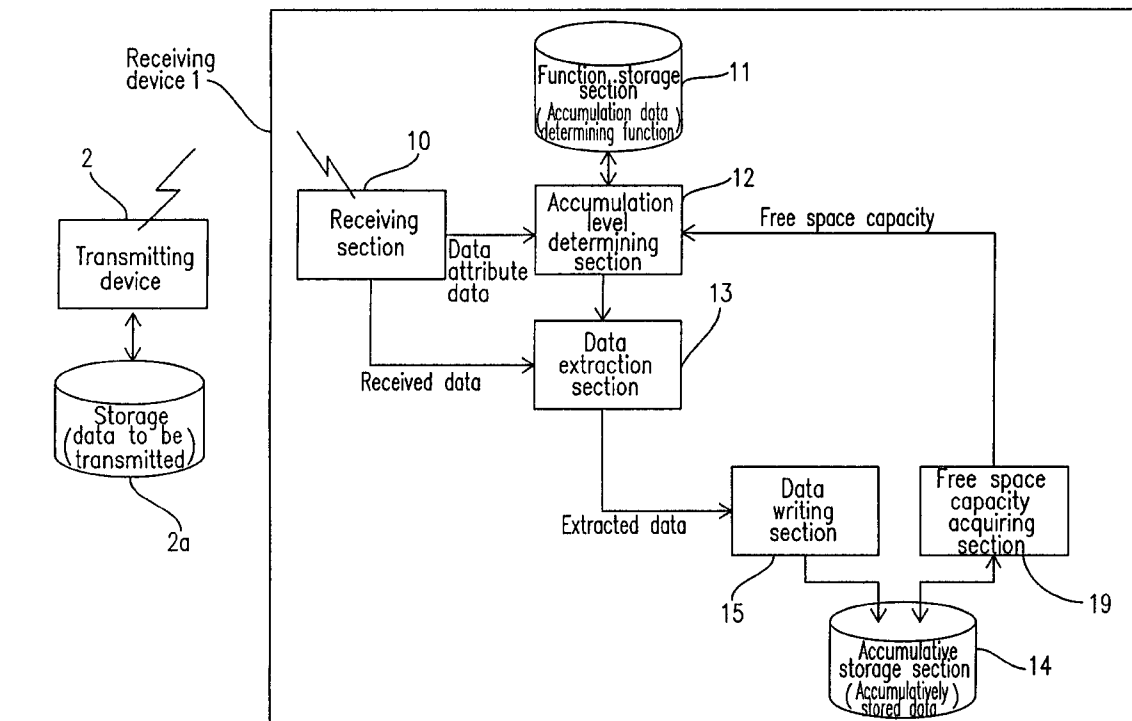 Receiving
device 1
Function storage
section
(Accumulation data
determining function)
11
2
10
12
Transmitting
device
Receiving
section
Accumulation
level
determining
section
Free space capacity
Data
attribute
data
13
Data
extraction
section
Received data
Storage
(data to be
transmitted)
2a
Extracted data
Data
writing
section
Free space
capacity
acquiring
section
15
19
Accumulative
storage section
(Accumulatively
stored data)
14